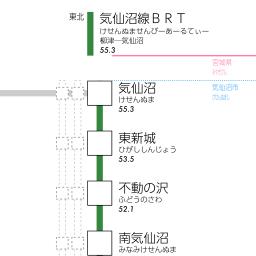 東北
気仙沼線ＢＲＴ
けせんぬませんびーあーるてぃー
柳津―気仙沼
55.3
宮城県
気仙沼市
気仙沼
けせんぬま
55.3
東新城
ひがししんじょう
53.5
不動の沢
ふどうのさわ
52.1
南気仙沼
みなみけせんぬま